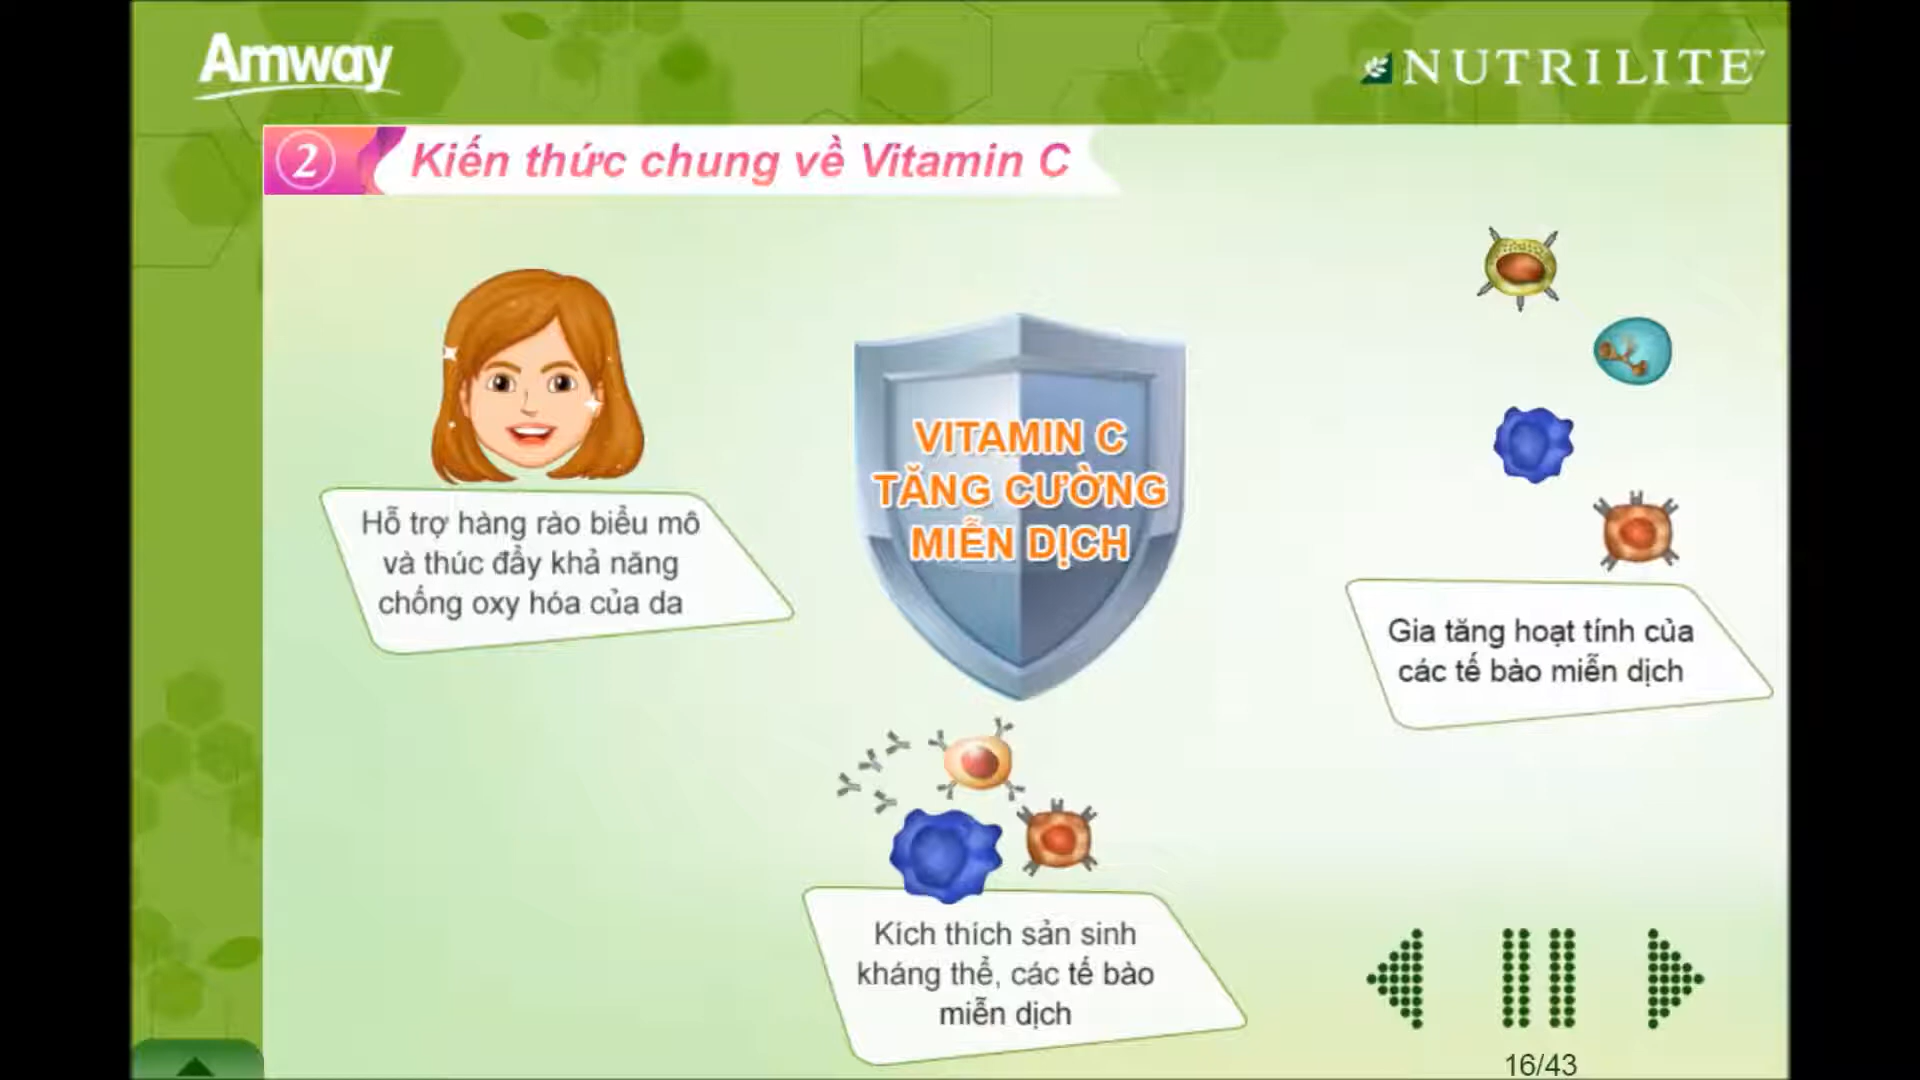 Amway
NUTRILITE™
2
Kiến thức chung về Vitamin C
Hỗ trợ hàng rào biểu mô
và thúc đẩy khả năng
chống oxy hóa của da
VITAMIN C
TĂNG CƯỜNG
MIỄN DỊCH
Gia tăng hoạt tính của
các tế bào miễn dịch
Kích thích sản sinh
kháng thể, các tế bào
miễn dịch
16/43